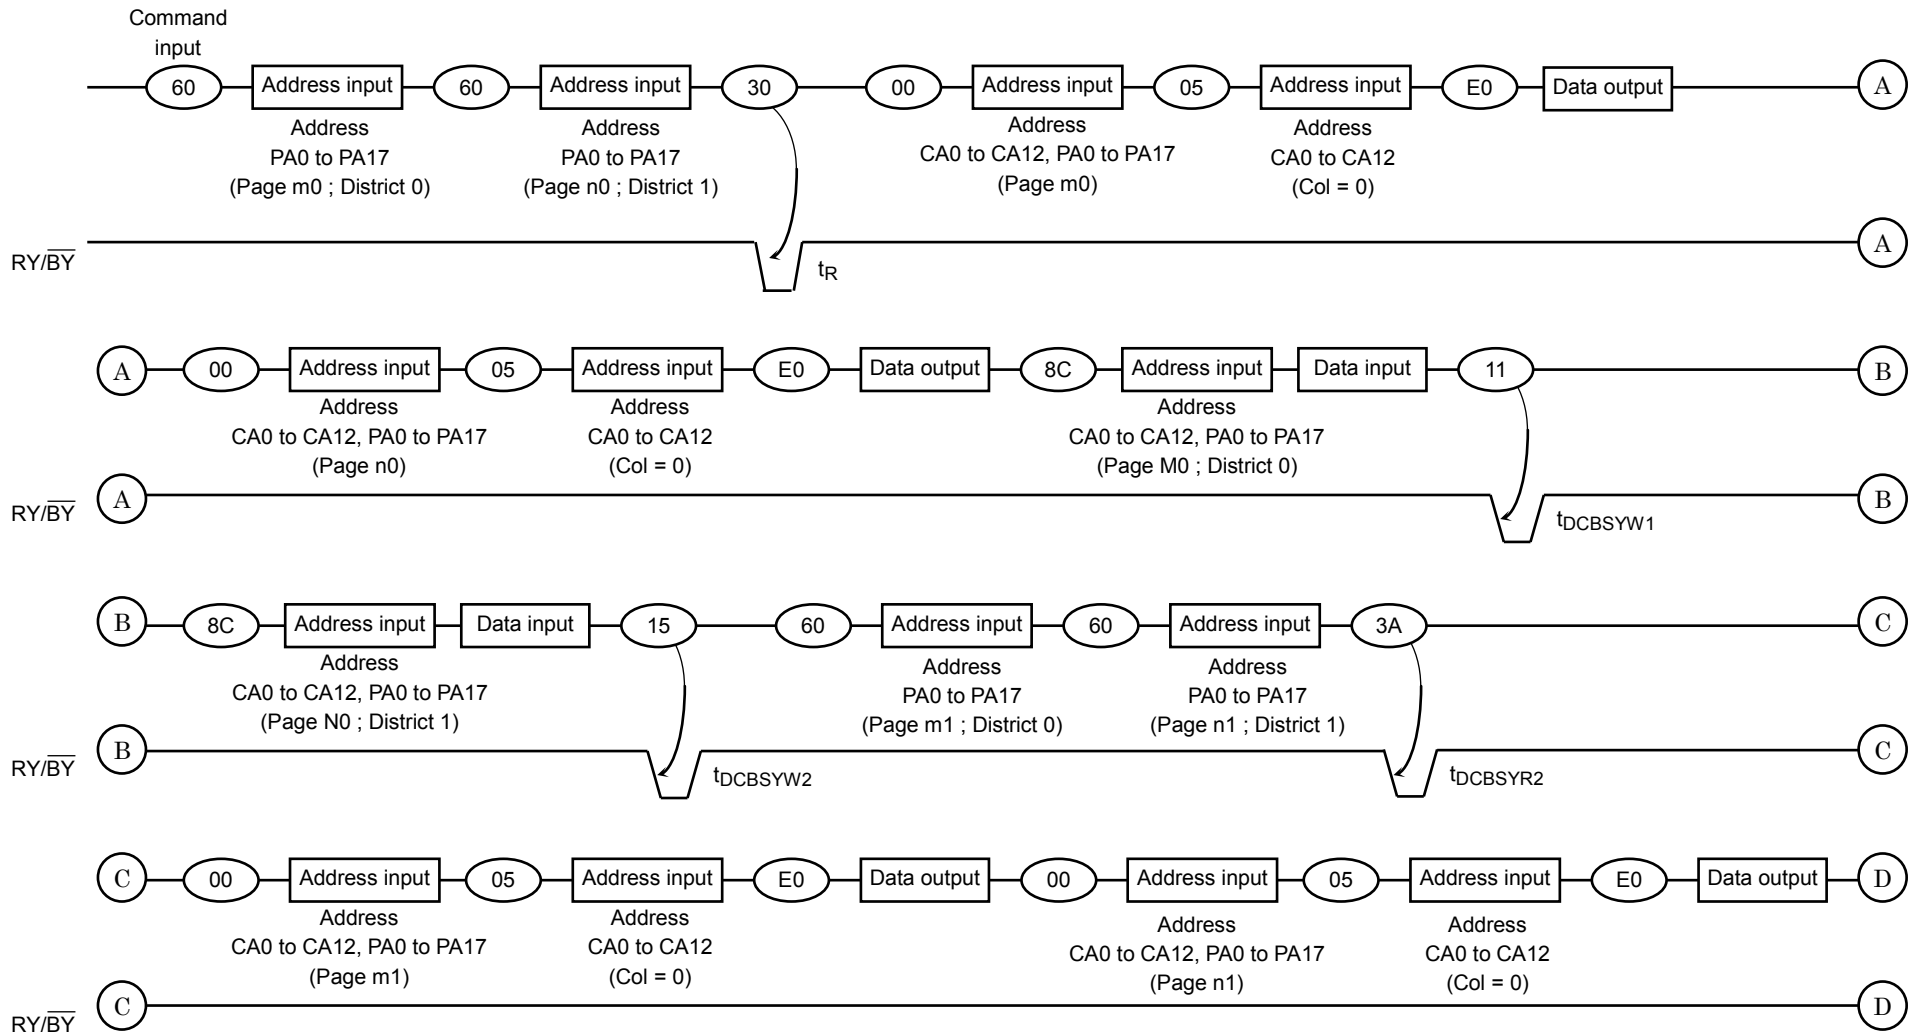 Command
input
60 Address input 60 Address input 30 00 Address input 05 Address input E0 Data output A
Address
PA0 to PA17
(Page m0 ; District 0)
Address
PA0 to PA17
(Page n0 ; District 1)
Address
CA0 to CA12, PA0 to PA17
(Page m0)
Address
CA0 to CA12
(Col = 0)
RY/BY tR A
A 00 Address input 05 Address input E0 Data output 8C Address input Data input 11 B
Address
CA0 to CA12, PA0 to PA17
(Page n0)
Address
CA0 to CA12
(Col = 0)
Address
CA0 to CA12, PA0 to PA17
(Page M0 ; District 0)
RY/BY A tDCBSYW1 B
B 8C Address input Data input 15 60 Address input 60 Address input 3A C
Address
CA0 to CA12, PA0 to PA17
(Page N0 ; District 1)
Address
PA0 to PA17
(Page m1 ; District 0)
Address
PA0 to PA17
(Page n1 ; District 1)
RY/BY B tDCBSYW2 tDCBSYR2 C
C 00 Address input 05 Address input E0 Data output 00 Address input 05 Address input E0 Data output D
Address
CA0 to CA12, PA0 to PA17
(Page m1)
Address
CA0 to CA12
(Col = 0)
Address
CA0 to CA12, PA0 to PA17
(Page n1)
Address
CA0 to CA12
(Col = 0)
RY/BY C D